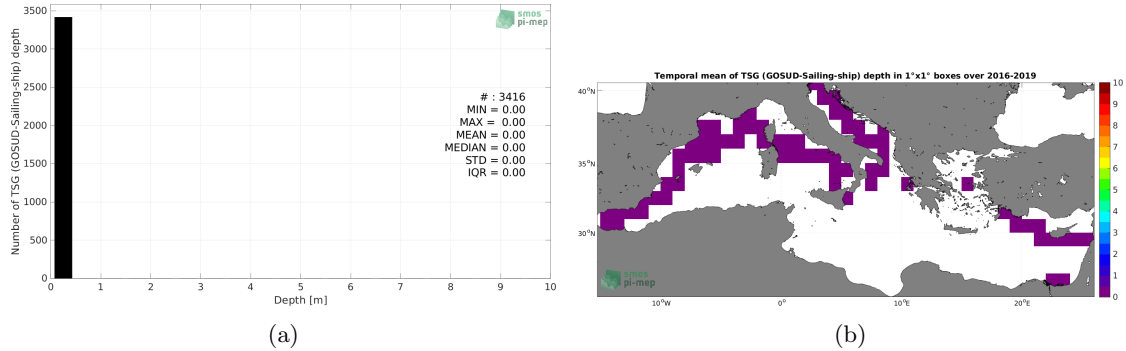 3500
3000
2500
2000
1500
1000
500
0
Number of TSG (GOSUD-Sailing-ship) depth
smos
pi-mep
# : 3416
MIN = 0.00
MAX = 0.00
MEAN = 0.00
MEDIAN = 0.00
STD = 0.00
IQR = 0.00
0 1 2 3 4 5 6 7 8 9 10
Depth [m]
(a)
Temporal mean of TSG (GOSUD-Sailing-ship) depth in 1°x1° boxes over 2016-2019
40°N
35°N
30°N
smos
pi-mep
10°W 0° 10°E 20°E
10
9
8
7
6
5
4
3
2
1
0
(b)